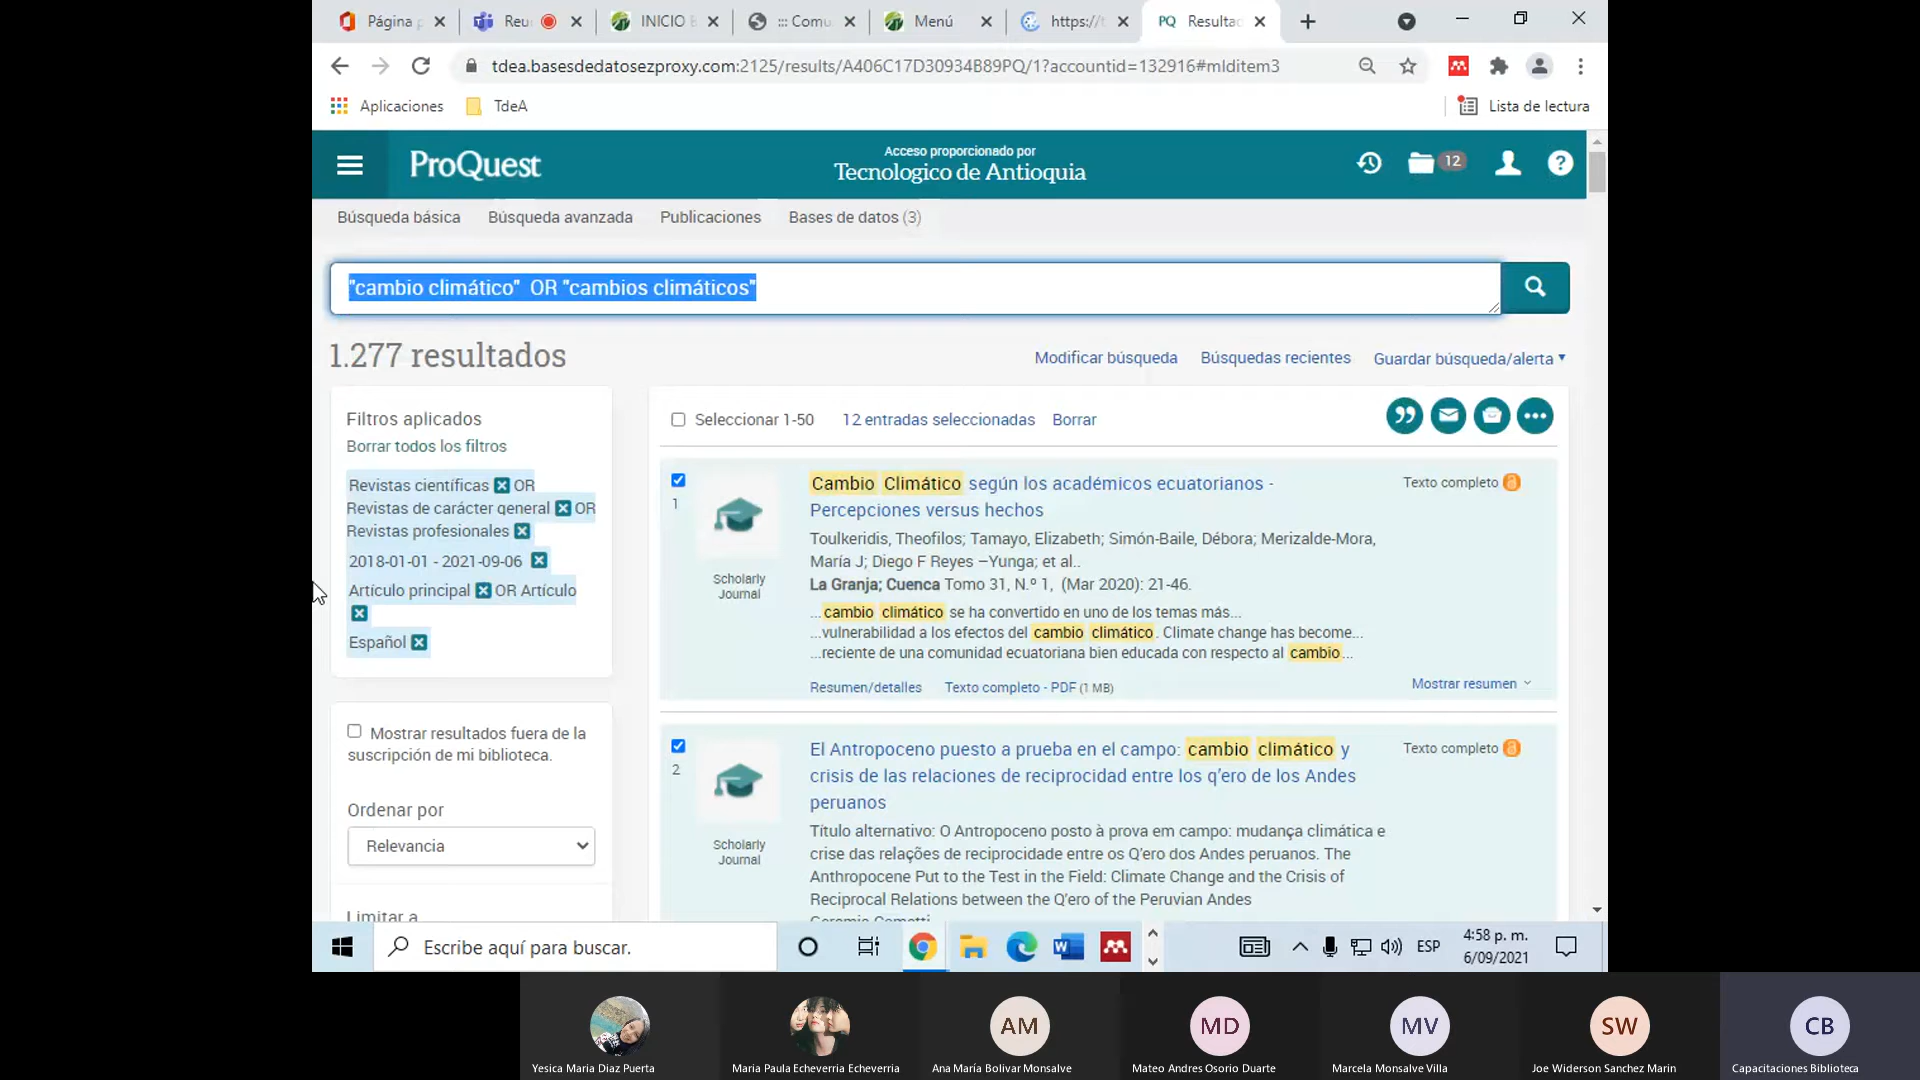 Página
Reu
INICIO
::: Comu
Menú
https://t
PQ Resulta
tdea.basesdedatosezproxy.com:2125/results/A406C17D30934B89PQ/1?accountid=132916#mlditem3
Aplicaciones TdeA
Lista de lectura
ProQuest
Acceso proporcionado por
Tecnologico de Antioquia
12
Búsqueda básica Búsqueda avanzada Publicaciones Bases de datos (3)
"cambio climático" OR "cambios climáticos"
1.277 resultados
Modificar búsqueda Búsquedas recientes Guardar búsqueda/alerta
Filtros aplicados
Borrar todos los filtros
Revistas científicas OR
Revistas de carácter general OR
Revistas profesionales
2018-01-01 - 2021-09-06
Artículo principal OR Artículo
Español
Mostrar resultados fuera de la
suscripción de mi biblioteca.
Ordenar por
Relevancia
Limitar a
Seleccionar 1-50 12 entradas seleccionadas Borrar
1
Scholarly
Journal
Cambio Climático según los académicos ecuatorianos -
Percepciones versus hechos
Toulkeridis, Theofilos; Tamayo, Elizabeth; Simón-Baile, Débora; Merizalde-Mora,
María J; Diego F Reyes –Yunga; et al..
La Granja; Cuenca Tomo 31, N.º 1, (Mar 2020): 21-46.
...cambio climático se ha convertido en uno de los temas más...
...vulnerabilidad a los efectos del cambio climático. Climate change has become...
...reciente de una comunidad ecuatoriana bien educada con respecto al cambio...
Resumen/detalles Texto completo - PDF (1 MB)
Texto completo
Mostrar resumen
2
Scholarly
Journal
El Antropoceno puesto a prueba en el campo: cambio climático y
crisis de las relaciones de reciprocidad entre los q'ero de los Andes
peruanos
Título alternativo: O Antropoceno posto à prova em campo: mudança climática e
crise das relações de reciprocidade entre os Q'ero dos Andes peruanos. The
Anthropocene Put to the Test in the Field: Climate Change and the Crisis of
Reciprocal Relations between the Q'ero of the Peruvian Andes
Geremia Cometti
Texto completo
Escribe aquí para buscar.
ESP
4:58 p. m.
6/09/2021
AM
MD
MV
SW
CB
Yesica Maria Diaz Puerta
Maria Paula Echeverria Echeverria
Ana María Bolivar Monsalve
Mateo Andres Osorio Duarte
Marcela Monsalve Villa
Joe Widerson Sanchez Marin
Capacitaciones Biblioteca